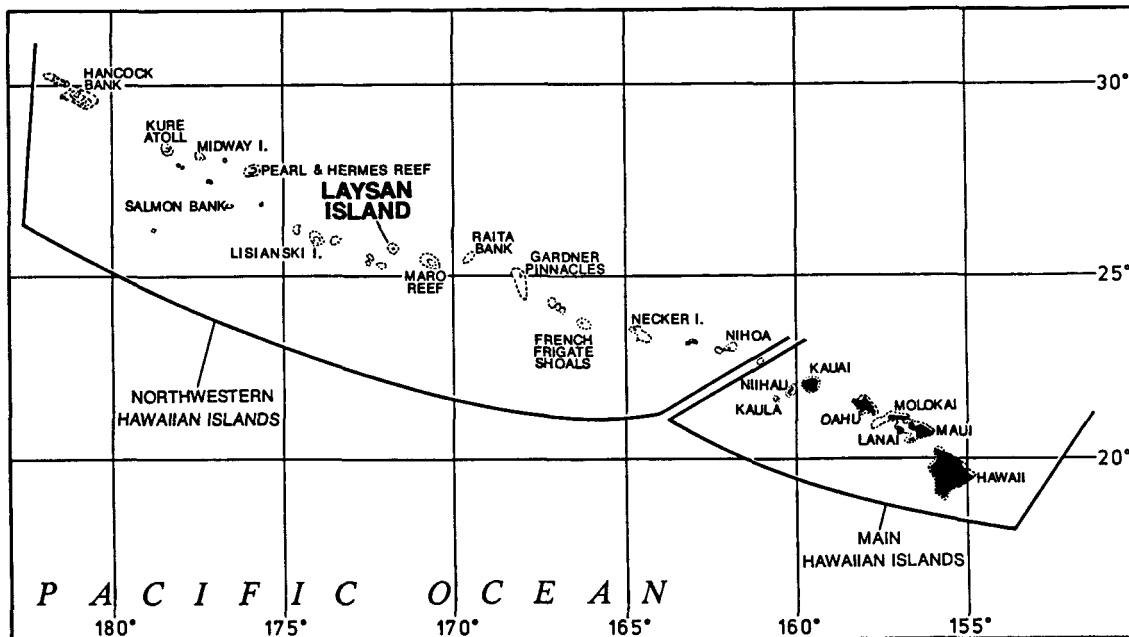 HANCOCK
BANK
30°
KURE
ATOLL
MIDWAY I.
PEARL & HERMES REEF
LAYSAN
ISLAND
SALMON BANK
LISIANSKI I.
MARO
REEF
RAITA
BANK
GARDNER
PINNACLES
25°
FRENCH
FRIGATE
SHOALS
NECKER I.
NIHOA
NIIHAU
KAUAI
KAULA
OAHU
MOLOKAI
LANAI
MAUI
HAWAII
20°
NORTHWESTERN
HAWAIIAN ISLANDS
MAIN
HAWAIIAN ISLANDS
PACIFIC OCEAN
180°
175°
170°
165°
160°
155°